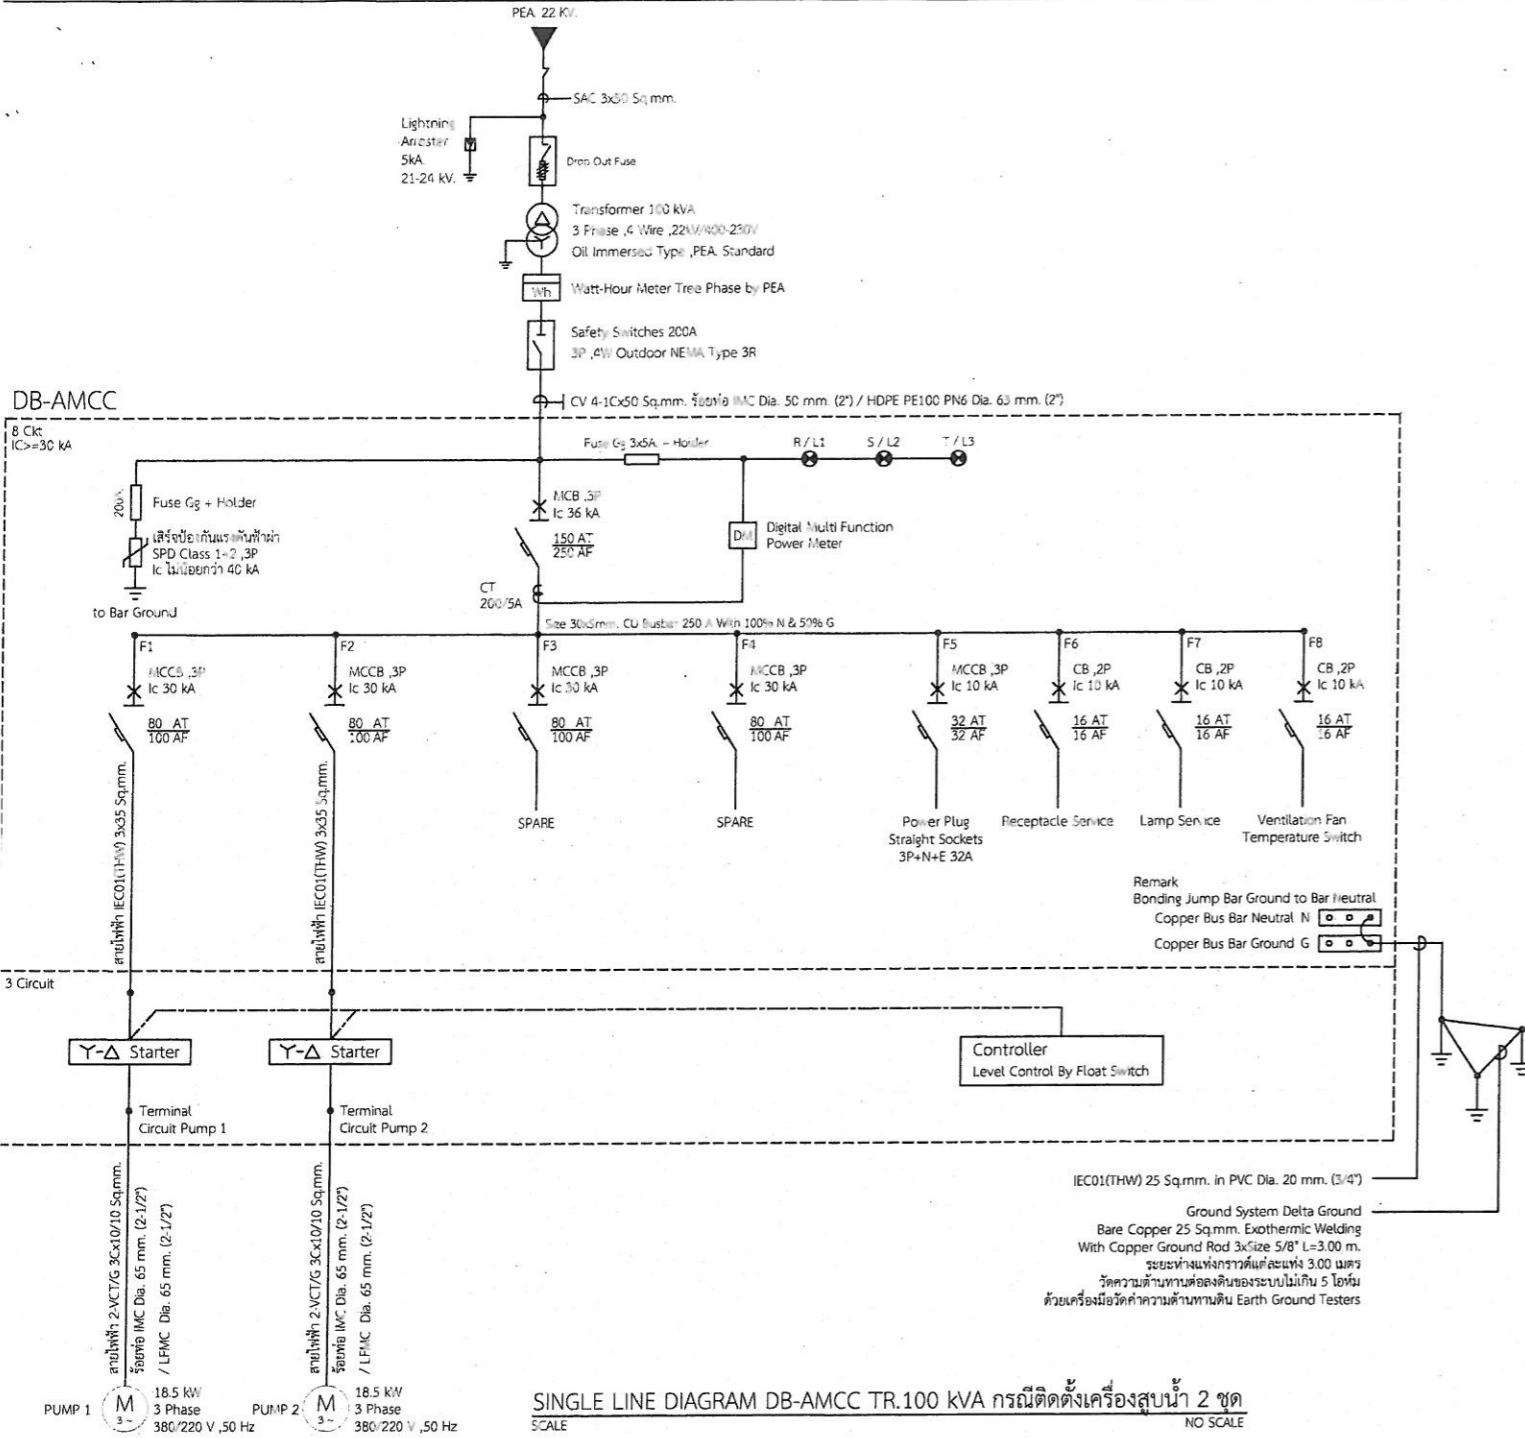 PEA 22 KV.
SAC 3x50 Sq mm.
Lightning
Arrester
5kA
21-24 kV.
Drop Out Fuse
Transformer 100 kVA
3 Phase ,4 Wire ,22kV/400-230V
Oil Immersed Type ,PEA Standard
Wh
Watt-Hour Meter Tree Phase by PEA
Safety Switches 200A
3P ,4W Outdoor NEMA Type 3R
CV 4-1Cx50 Sq.mm. ร้อยท่อ IMC Dia. 50 mm. (2") / HDPE PE100 PN6 Dia. 63 mm. (2")
DB-AMCC
8 Ckt
IC>=30 kA
Fuse Gg 3x5A - Holder
R / L1
S / L2
T / L3
200A
Fuse Gg + Holder
เสิร์จป้องกันแรงดันฟ้าผ่า
SPD Class 1-2 ,3P
Ic ไม่น้อยกว่า 40 kA
to Bar Ground
MCB ,3P
Ic 36 kA
150 AT
250 AF
DM
Digital Multi Function
Power Meter
CT
200/5A
Size 30x5mm. CU Busbar 250 A With 100% N & 50% G
F1
MCCB ,3P
Ic 30 kA
80 AT
100 AF
F2
MCCB ,3P
Ic 30 kA
80 AT
100 AF
F3
MCCB ,3P
Ic 30 kA
80 AT
100 AF
SPARE
F4
MCCB ,3P
Ic 30 kA
80 AT
100 AF
SPARE
F5
MCCB ,3P
Ic 10 kA
32 AT
32 AF
Power Plug
Straight Sockets
3P+N+E 32A
F6
CB ,2P
Ic 10 kA
16 AT
16 AF
Receptacle Service
F7
CB ,2P
Ic 10 kA
16 AT
16 AF
Lamp Service
F8
CB ,2P
Ic 10 kA
16 AT
16 AF
Ventilation Fan
Temperature Switch
สายไฟฟ้า IEC01(THW) 3x35 Sq.mm.
สายไฟฟ้า IEC01(THW) 3x35 Sq.mm.
Remark
Bonding Jump Bar Ground to Bar Neutral
Copper Bus Bar Neutral N
Copper Bus Bar Ground G
3 Circuit
Y-Δ Starter
Y-Δ Starter
Controller
Level Control By Float Switch
Terminal
Circuit Pump 1
Terminal
Circuit Pump 2
สายไฟฟ้า 2-VCT/G 3Cx10/10 Sq.mm.
ร้อยท่อ IMC Dia. 65 mm. (2-1/2")
/ LFMC Dia. 65 mm. (2-1/2")
สายไฟฟ้า 2-VCT/G 3Cx10/10 Sq.mm.
ร้อยท่อ IMC Dia. 65 mm. (2-1/2")
/ LFMC Dia. 65 mm. (2-1/2")
IEC01(THW) 25 Sq.mm. in PVC Dia. 20 mm. (3/4")
Ground System Delta Ground
Bare Copper 25 Sq.mm. Exothermic Welding
With Copper Ground Rod 3xSize 5/8" L=3.00 m.
ระยะห่างแท่งกราวด์แต่ละแท่ง 3.00 เมตร
วัดความต้านทานต่อลงดินของระบบไม่เกิน 5 โอห์ม
ด้วยเครื่องมือวัดค่าความต้านทานดิน Earth Ground Testers
PUMP 1
M
3~
18.5 kW
3 Phase
380/220 V ,50 Hz
PUMP 2
M
3~
18.5 kW
3 Phase
380/220 V ,50 Hz
SINGLE LINE DIAGRAM DB-AMCC TR.100 kVA กรณีติดตั้งเครื่องสูบน้ำ 2 ชุด
SCALE
NO SCALE